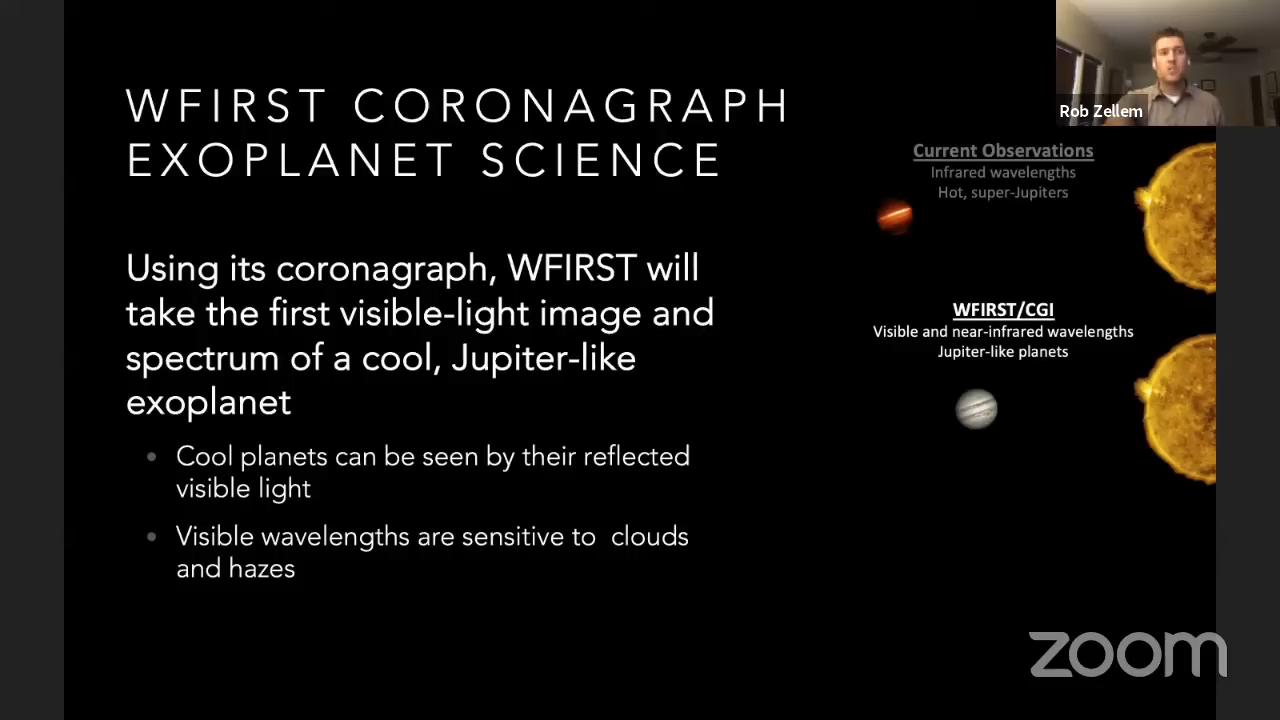 WFIRST CORONAGRAPH
EXOPLANET SCIENCE
Using its coronagraph, WFIRST will
take the first visible-light image and
spectrum of a cool, Jupiter-like
exoplanet
Cool planets can be seen by their reflected
visible light
Visible wavelengths are sensitive to clouds
and hazes
Rob Zellem
Current Observations
Infrared wavelengths
Hot, super-Jupiters
WFIRST/CGI
Visible and near-infrared wavelengths
Jupiter-like planets
zoom